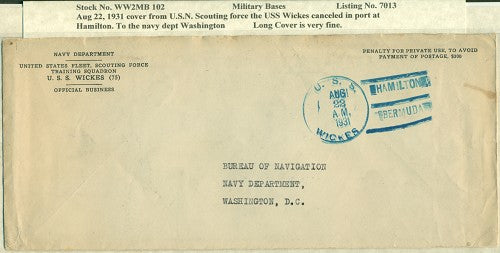 Stock No. WW2MB 102 Military Bases Listing No. 7013
Aug 22, 1931 cover from U.S.N. Scouting force the USS Wickes canceled in port at
Hamilton. To the navy dept Washington Long Cover is very fine.
NAVY DEPARTMENT
UNITED STATES FLEET, SCOUTING FORCE
TRAINING SQUADRON
U. S. S. WICKES (75)
OFFICIAL BUSINESS
PENALTY FOR PRIVATE USE, TO AVOID
PAYMENT OF POSTAGE, $300
U. S. S.
AUG
22
A.M.
1931
WICKES
HAMILTON
BERMUDA
BUREAU OF NAVIGATION
NAVY DEPARTMENT,
WASHINGTON, D.C.